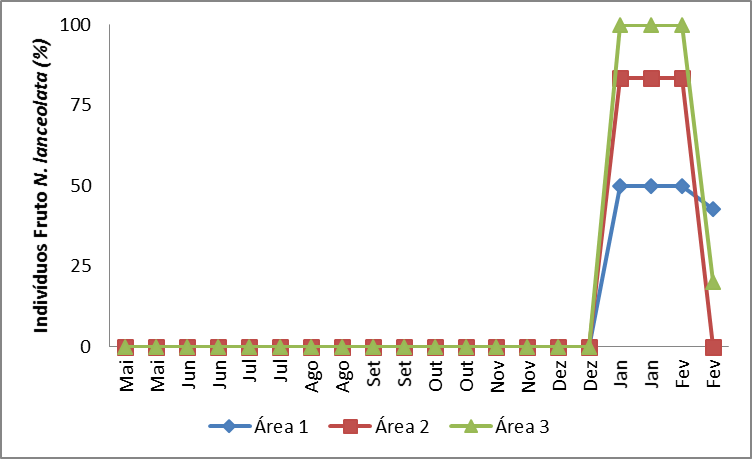 Indivíduos Fruto N. lanceolata (%)
100
75
50
25
0
Mai
Mai
Jun
Jun
Jul
Jul
Ago
Ago
Set
Set
Out
Out
Nov
Nov
Dez
Dez
Jan
Jan
Fev
Fev
Área 1
Área 2
Área 3